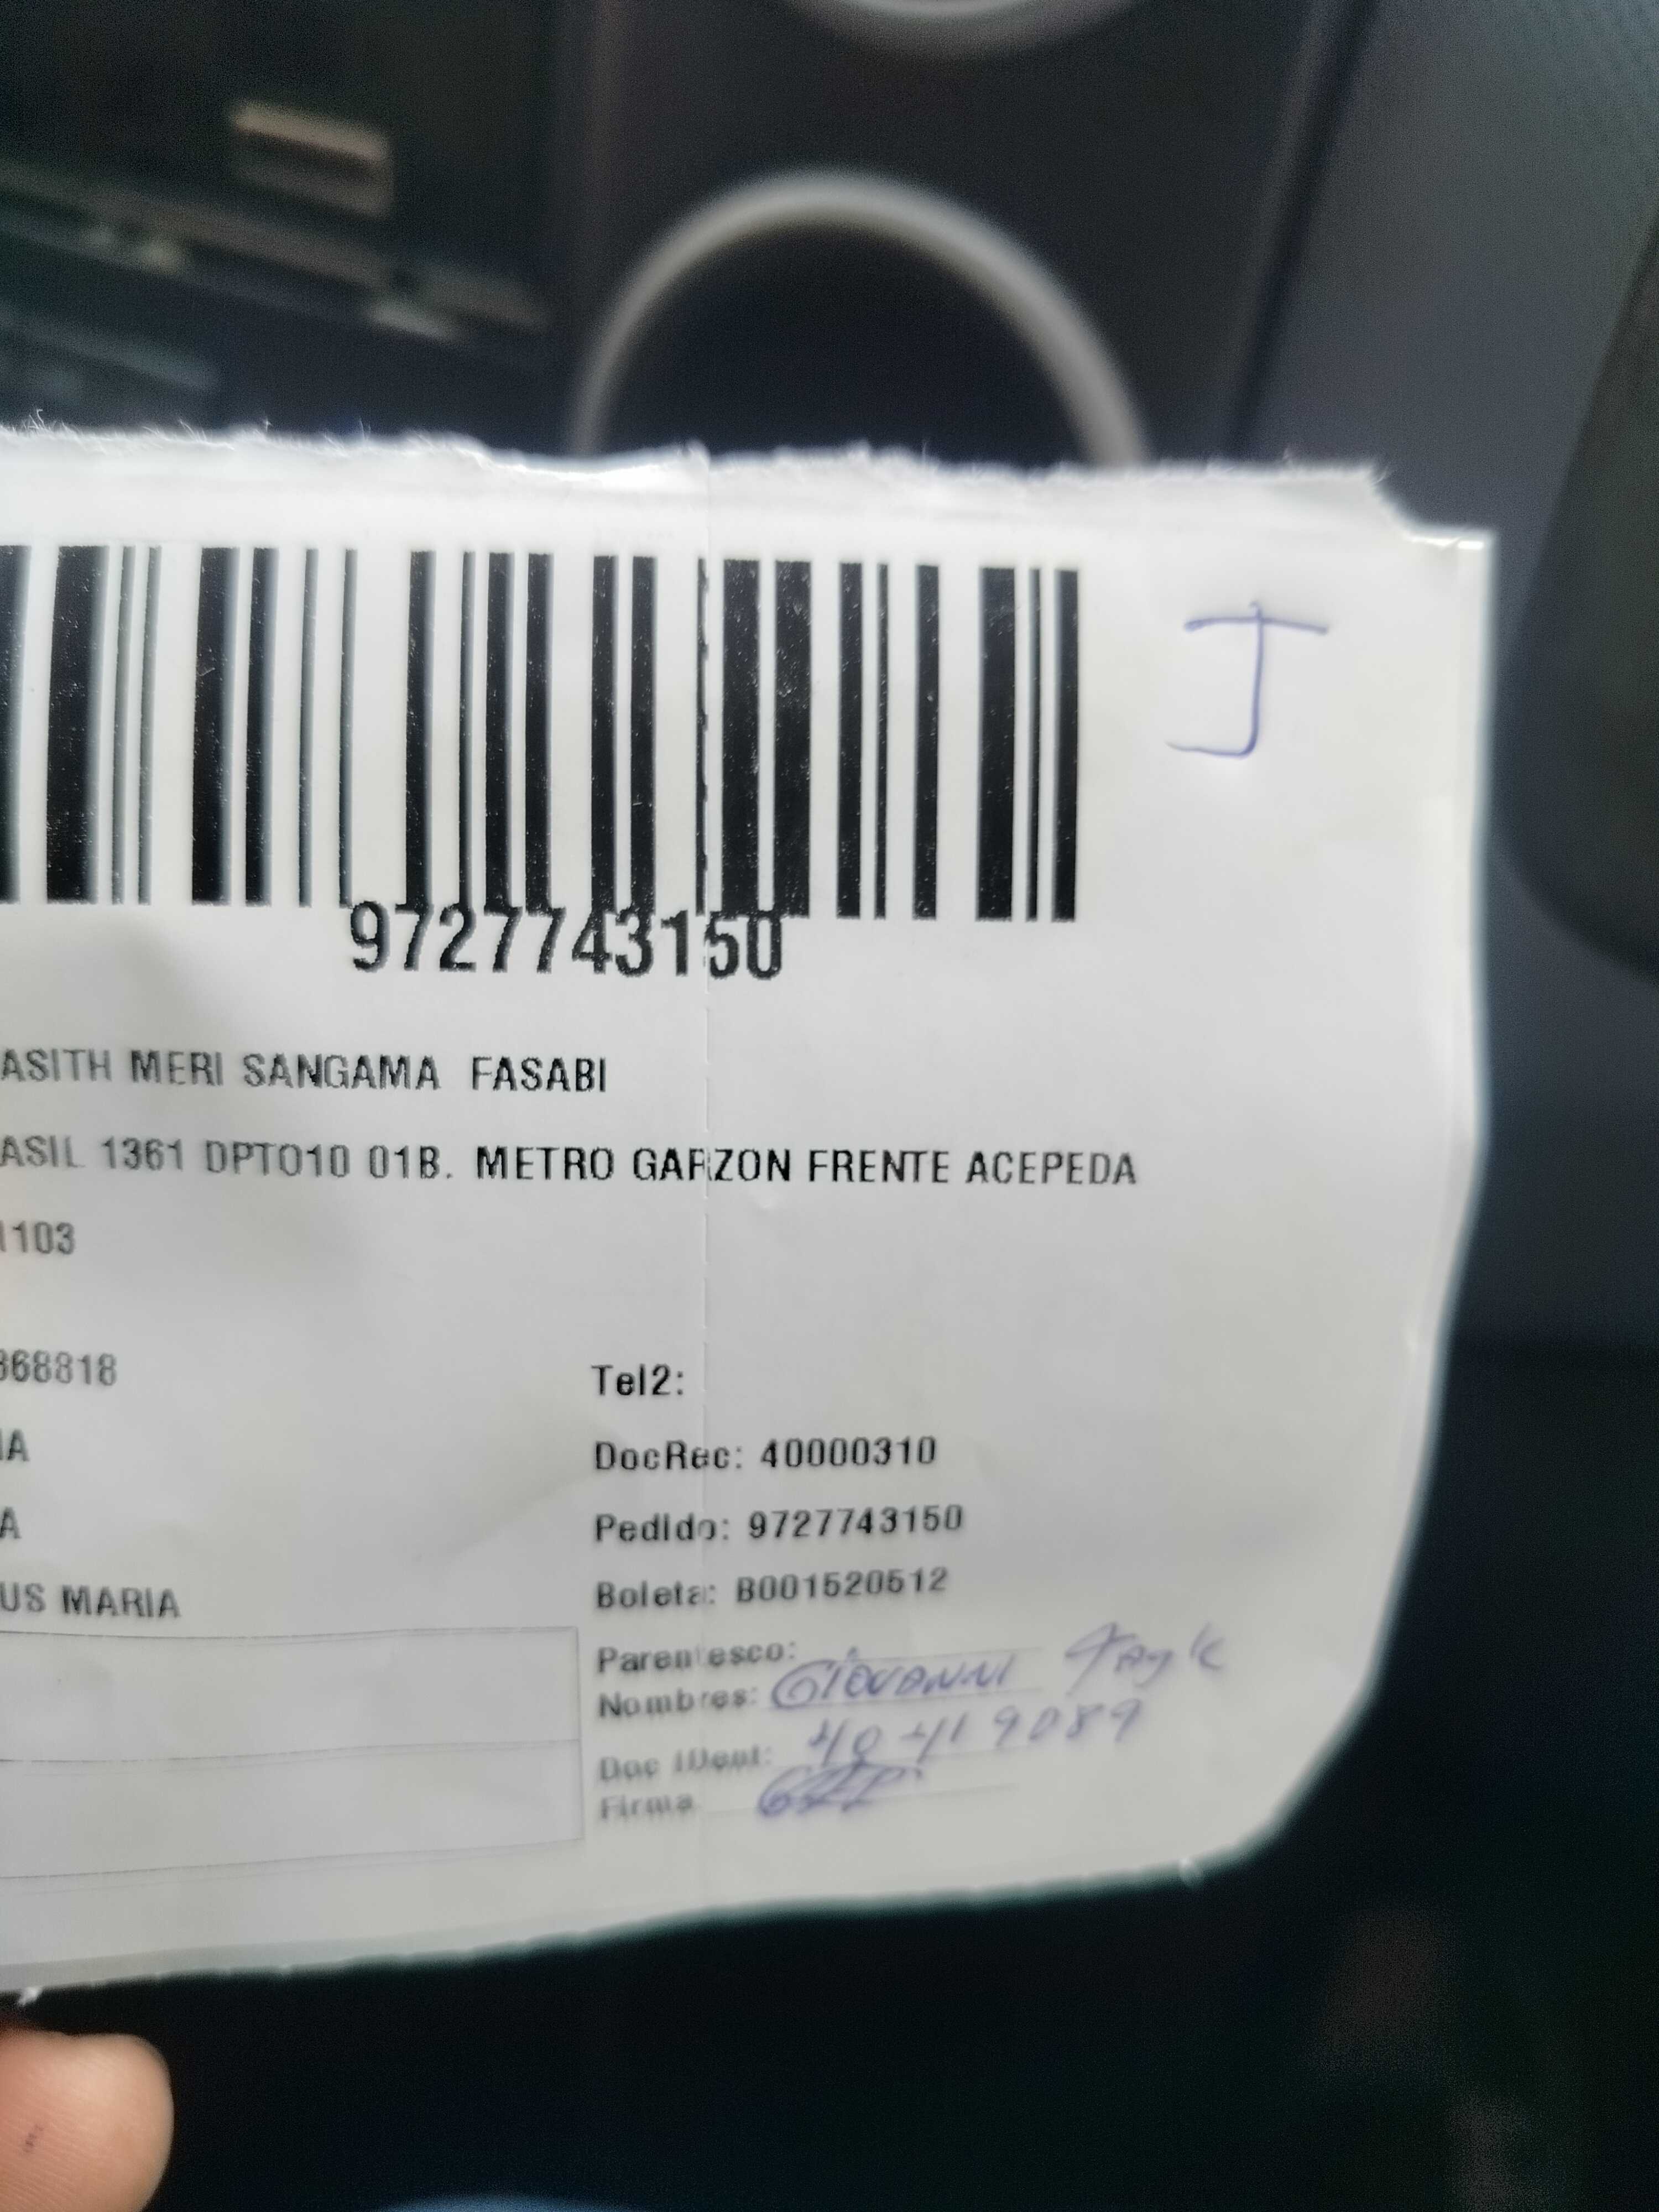 J
9727743150
ASITH MERI SANGAMA FASABI
ASIL 1361 DPTO10 01B. METRO GARZON FRENTE ACEPEDA
1103
368818
IA
Tel2:
A
DocRec: 40000310
US MARIA
Pedido: 9727743150
Boleta: B001520512
Parentesco:
Nombres: GIOVANNI
Doc IDent: 40419089
Firma